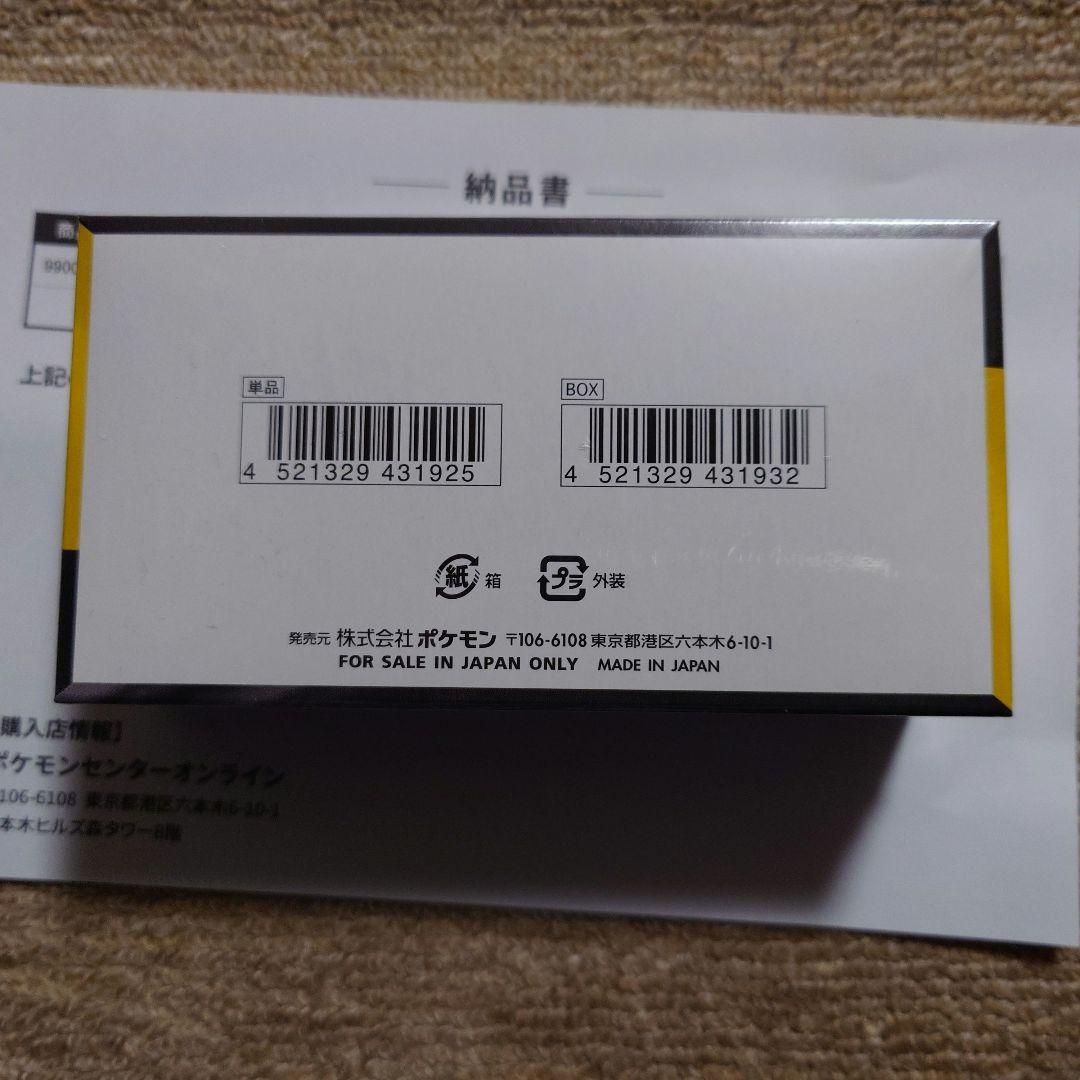 納品書
商
9900
上記
単品
4 521329 431925
BOX
4 521329 431932
紙 箱
プラ 外装
発売元 株式会社ポケモン 〒106-6108 東京都港区六本木6-10-1
FOR SALE IN JAPAN ONLY MADE IN JAPAN
購入店情報]
ポケモンセンターオンライン
106-6108 東京都港区六本木6-10-1
本木ヒルズ森タワー8階